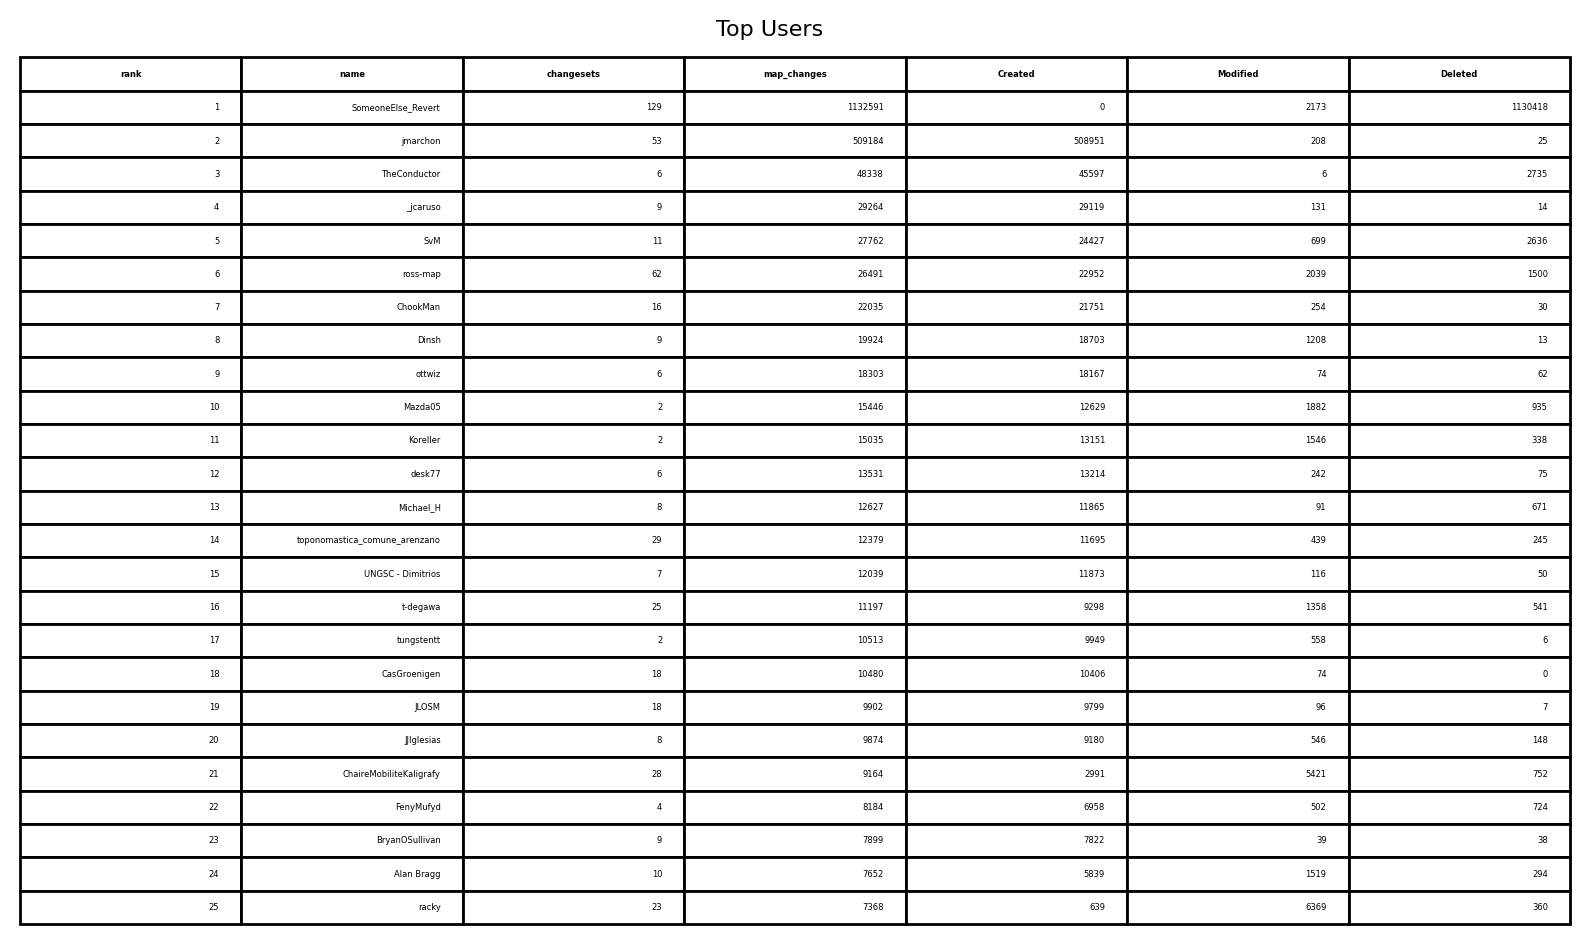 Top Users
rank name changesets map_changes Created Modified Deleted
1 SomeoneElse_Revert 129 1132591 0 2173 1130418
2 jmarchon 53 509184 508951 208 25
3 TheConductor 6 48338 45597 6 2735
4 _jcaruso 9 29264 29119 131 14
5 SvM 11 27762 24427 699 2636
6 ross-map 62 26491 22952 2039 1500
7 ChookMan 16 22035 21751 254 30
8 Dinsh 9 19924 18703 1208 13
9 ottwiz 6 18303 18167 74 62
10 Mazda05 2 15446 12629 1882 935
11 Koreller 2 15035 13151 1546 338
12 desk77 6 13531 13214 242 75
13 Michael_H 8 12627 11865 91 671
14 toponomastica_comune_arenzano 29 12379 11695 439 245
15 UNGSC - Dimitrios 7 12039 11873 116 50
16 t-degawa 25 11197 9298 1358 541
17 tungstentt 2 10513 9949 558 6
18 CasGroenigen 18 10480 10406 74 0
19 JLOSM 18 9902 9799 96 7
20 JJIglesias 8 9874 9180 546 148
21 ChaireMobiliteKaligrafy 28 9164 2991 5421 752
22 FenyMufyd 4 8184 6958 502 724
23 BryanOSullivan 9 7899 7822 39 38
24 Alan Bragg 10 7652 5839 1519 294
25 racky 23 7368 639 6369 360